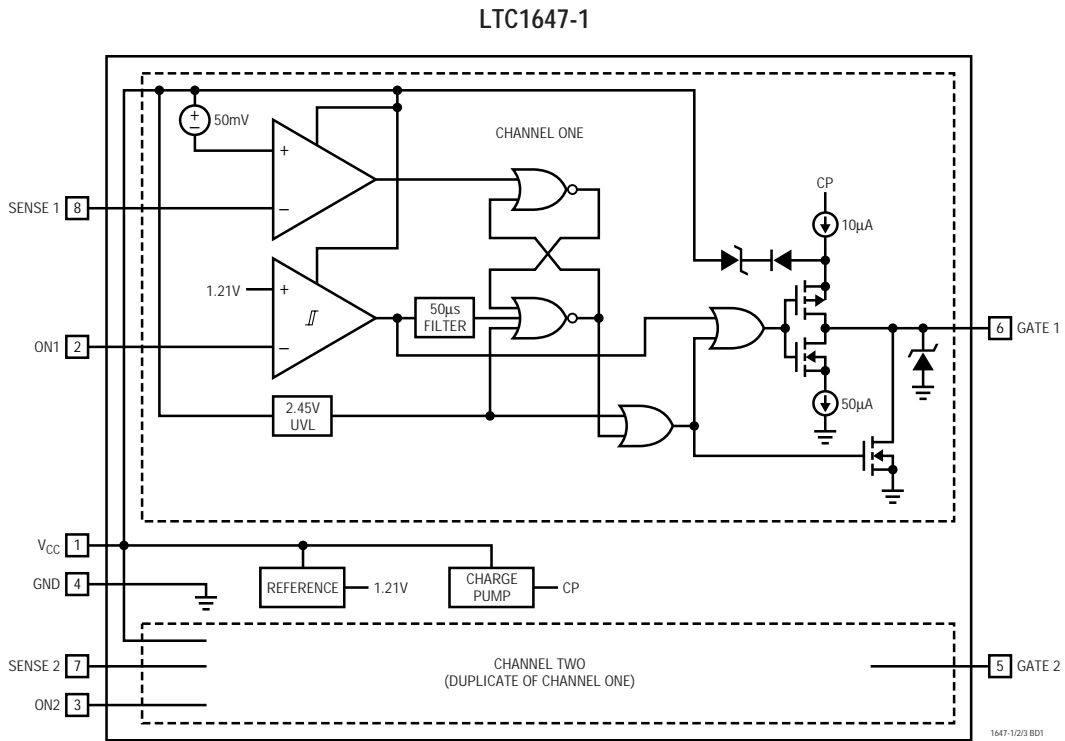 LTC1647-1
+
–
50mV
CHANNEL ONE
+
–
SENSE 1 8
CP
10µA
1.21V
+
–
50µs
FILTER
ON1 2
6 GATE 1
2.45V
UVL
50µA
VCC 1
GND 4
REFERENCE
1.21V
CHARGE
PUMP
CP
SENSE 2 7
CHANNEL TWO
(DUPLICATE OF CHANNEL ONE)
5 GATE 2
ON2 3
1647-1/2/3 BD1